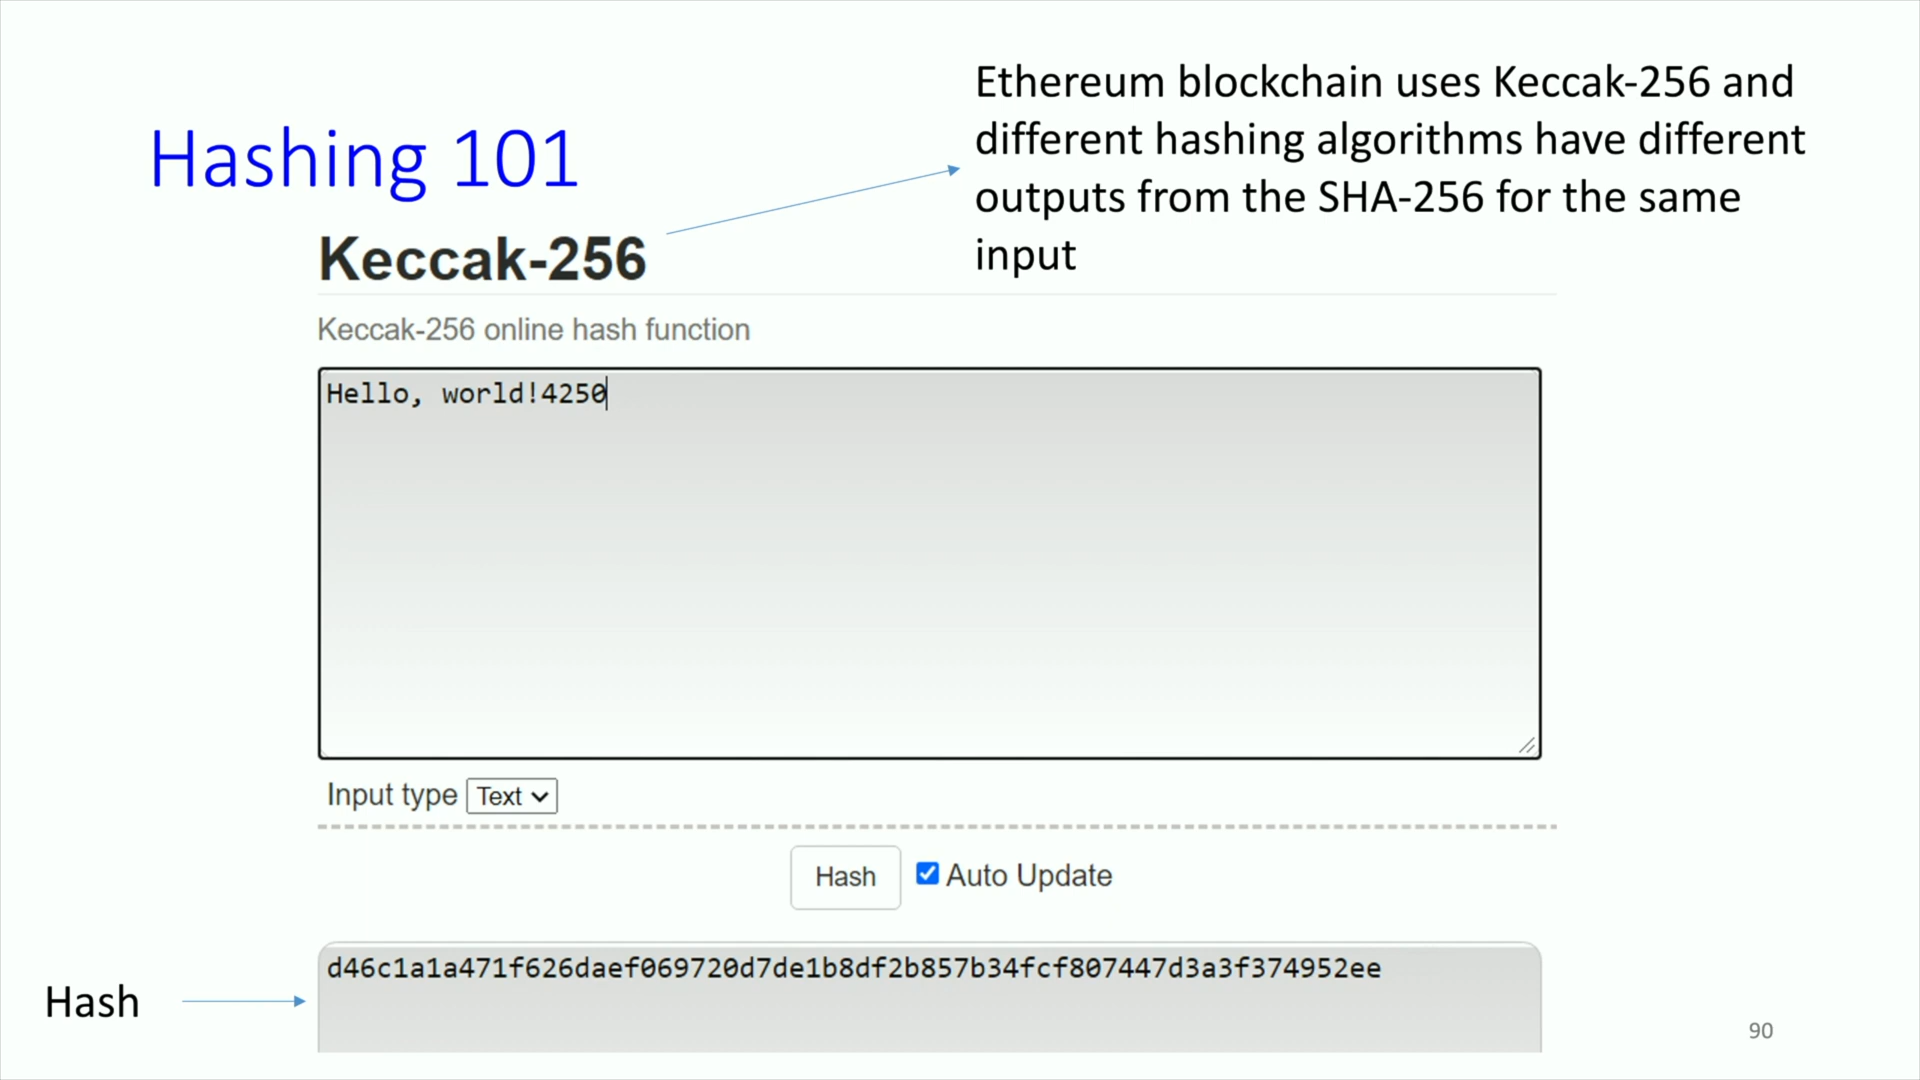 Hashing 101
Ethereum blockchain uses Keccak-256 and
different hashing algorithms have different
outputs from the SHA-256 for the same
input
Keccak-256
Keccak-256 online hash function
Hello, world!4250
Input type Text
Hash Auto Update
Hash
d46c1a1a471f626daef069720d7de1b8df2b857b34fcf807447d3a3f374952ee
90